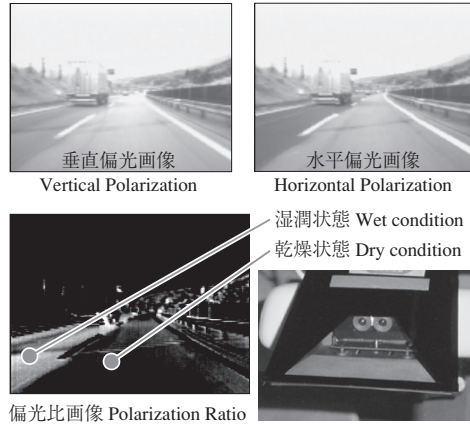 垂直偏光画像
Vertical Polarization
水平偏光画像
Horizontal Polarization
湿潤状態 Wet condition
乾燥状態 Dry condition
偏光比画像 Polarization Ratio